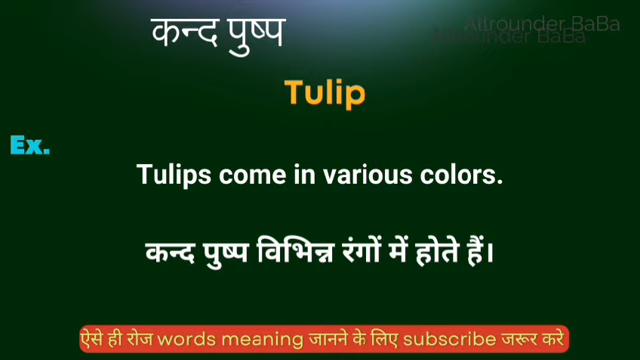 Allrounder BaBa
Allrounder BaBa
कन्द पुष्प
Tulip
Ex.
Tulips come in various colors.
कन्द पुष्प विभिन्न रंगों में होते हैं।
ऐसे ही रोज words meaning जानने के लिए subscribe जरूर करे